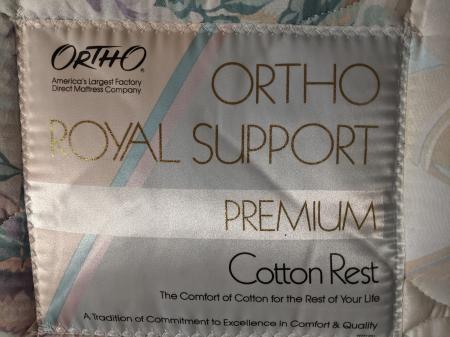 ORTHO®
America's Largest Factory
Direct Mattress Company
ORTHO
ROYAL SUPPORT
PREMIUM
Cotton Rest
The Comfort of Cotton for the Rest of Your Life
A Tradition of Commitment to Excellence in Comfort & Quality